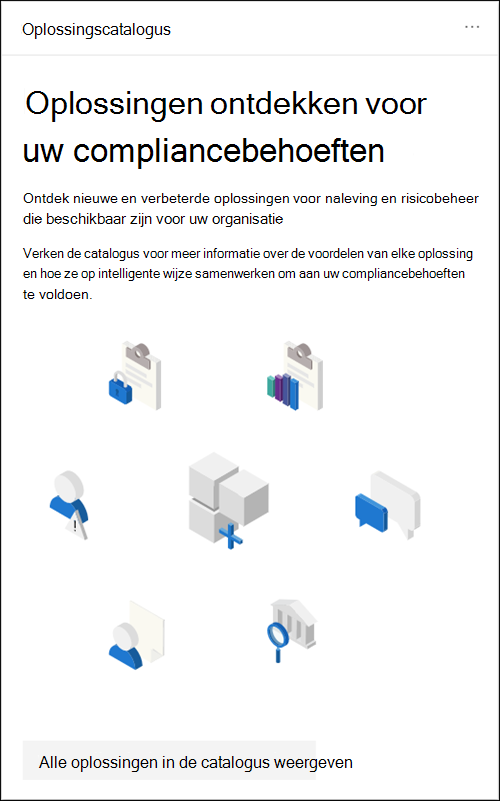 Oplossingscatalogus
Oplossingen ontdekken voor
uw compliancebehoeften
Ontdek nieuwe en verbeterde oplossingen voor naleving en risicobeheer
die beschikbaar zijn voor uw organisatie
Verken de catalogus voor meer informatie over de voordelen van elke oplossing
en hoe ze op intelligente wijze samenwerken om aan uw compliancebehoeften
te voldoen.
Alle oplossingen in de catalogus weergeven